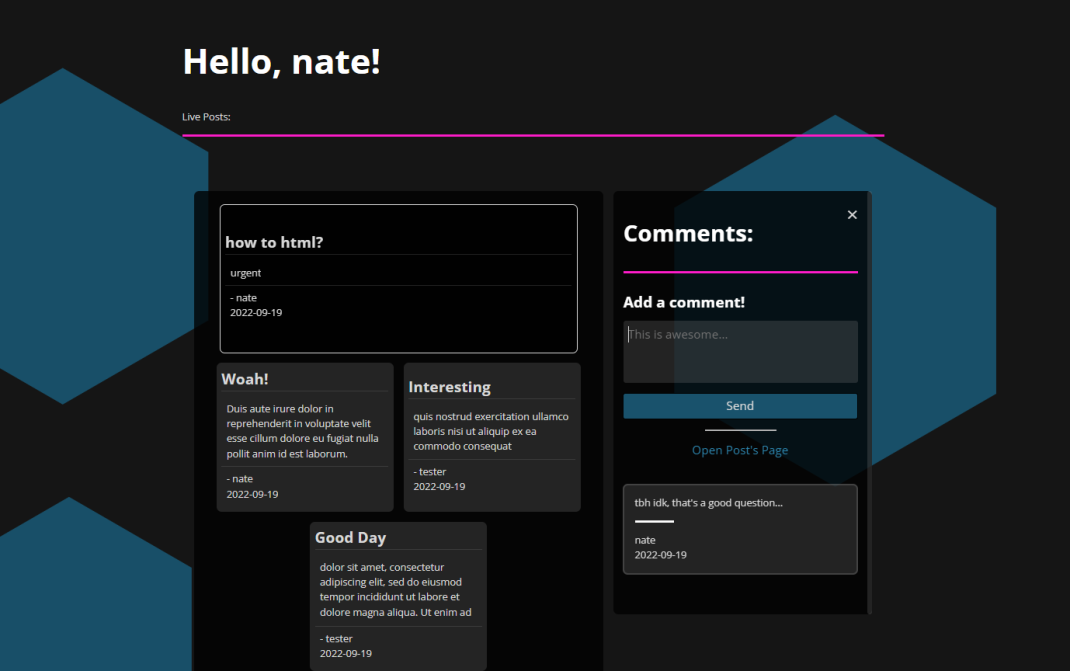 Hello, nate!
Live Posts:
how to html?
urgent
- nate
2022-09-19
Woah!
Duis aute irure dolor in
reprehenderit in voluptate velit
esse cillum dolore eu fugiat nulla
pollit anim id est laborum.
- nate
2022-09-19
Interesting
quis nostrud exercitation ullamco
laboris nisi ut aliquip ex ea
commodo consequat
- tester
2022-09-19
Good Day
dolor sit amet, consectetur
adipiscing elit, sed do eiusmod
tempor incididunt ut labore et
dolore magna aliqua. Ut enim ad
- tester
2022-09-19
Comments:
Add a comment!
This is awesome...
Send
Open Post's Page
tbh idk, that's a good question...
nate
2022-09-19